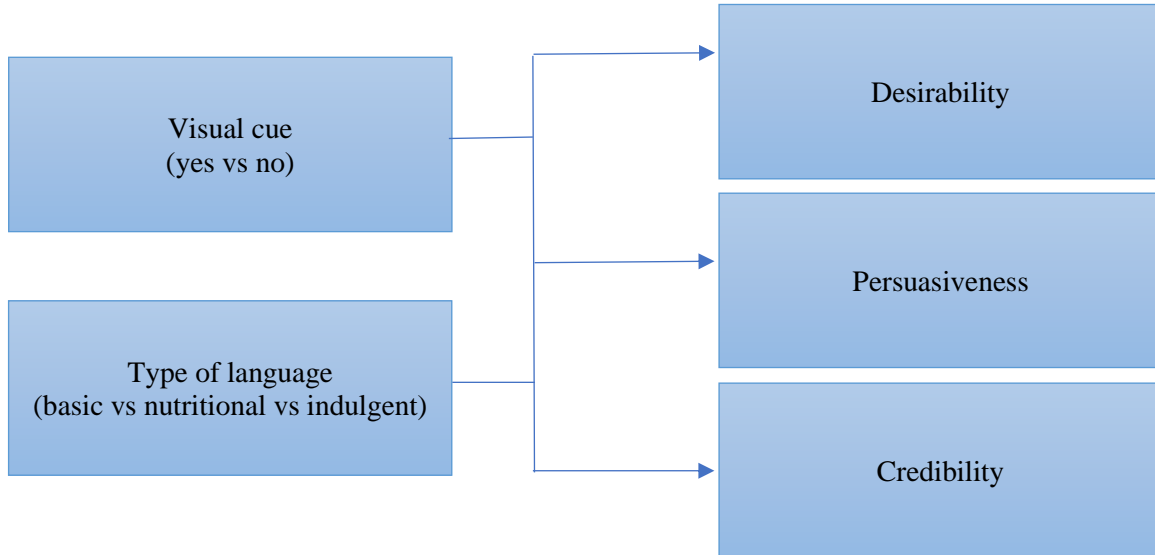 Visual cue
(yes vs no)
Type of language
(basic vs nutritional vs indulgent)
Desirability
Persuasiveness
Credibility